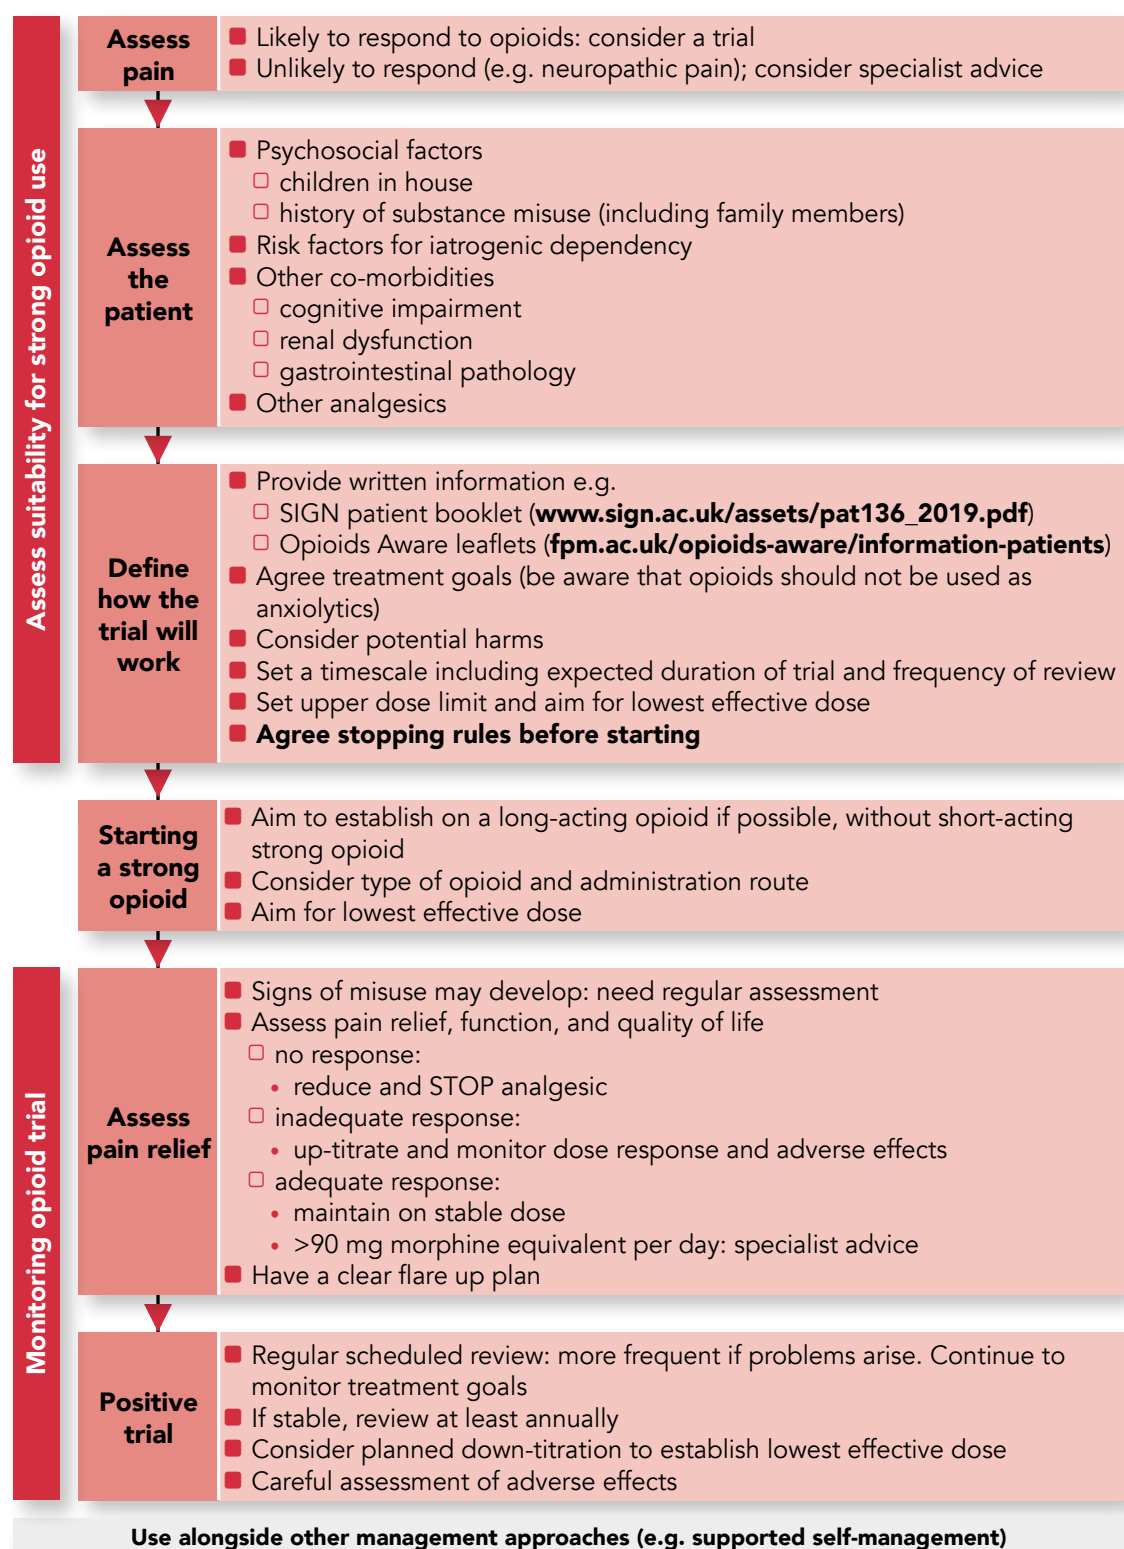 Assess suitability for strong opioid use
Assess
pain
Likely to respond to opioids: consider a trial
Unlikely to respond (e.g. neuropathic pain); consider specialist advice
Assess
the
patient
Psychosocial factors
children in house
history of substance misuse (including family members)
Risk factors for iatrogenic dependency
Other co-morbidities
cognitive impairment
renal dysfunction
gastrointestinal pathology
Other analgesics
Define
how the
trial will
work
Provide written information e.g.
SIGN patient booklet (www.sign.ac.uk/assets/pat136_2019.pdf)
Opioids Aware leaflets (fpm.ac.uk/opioids-aware/information-patients)
Agree treatment goals (be aware that opioids should not be used as
anxiolytics)
Consider potential harms
Set a timescale including expected duration of trial and frequency of review
Set upper dose limit and aim for lowest effective dose
Agree stopping rules before starting
Starting
a strong
opioid
Aim to establish on a long-acting opioid if possible, without short-acting
strong opioid
Consider type of opioid and administration route
Aim for lowest effective dose
Monitoring opioid trial
Assess
pain relief
Signs of misuse may develop: need regular assessment
Assess pain relief, function, and quality of life
no response:
• reduce and STOP analgesic
inadequate response:
• up-titrate and monitor dose response and adverse effects
adequate response:
• maintain on stable dose
• >90 mg morphine equivalent per day: specialist advice
Have a clear flare up plan
Positive
trial
Regular scheduled review: more frequent if problems arise. Continue to
monitor treatment goals
If stable, review at least annually
Consider planned down-titration to establish lowest effective dose
Careful assessment of adverse effects
Use alongside other management approaches (e.g. supported self-management)